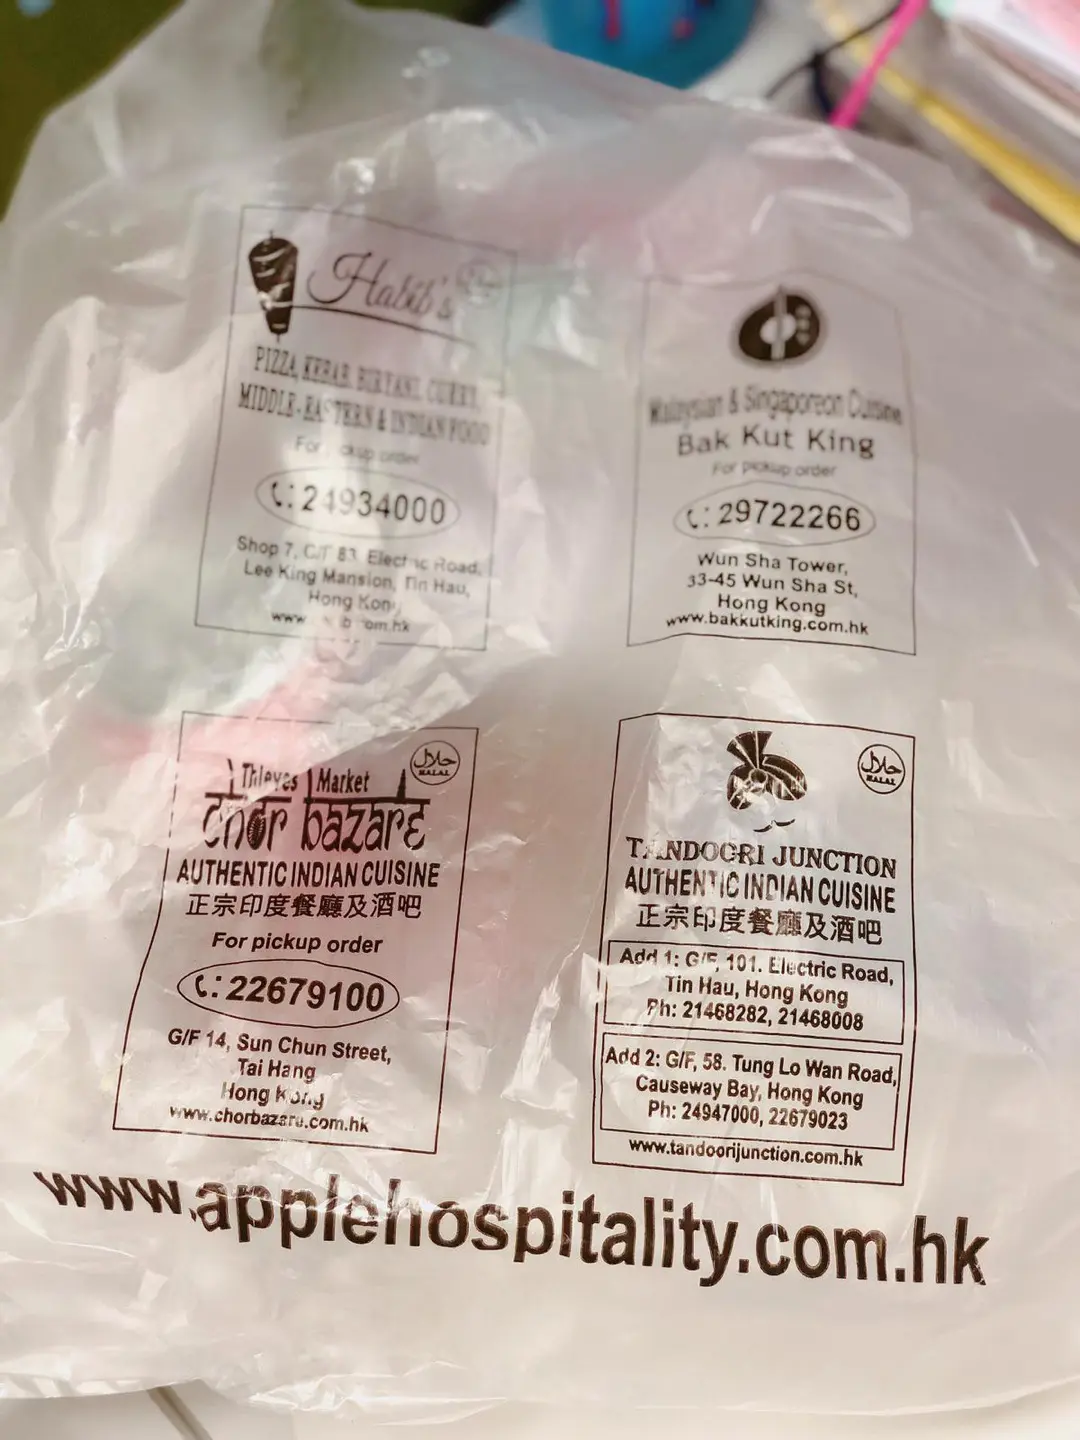 Habib's
PIZZA, KEBAB, BIRYANI, CURRY,
MIDDLE-EASTERN & INDIAN FOOD
For pickup order
24934000
Shop 7, G/F 83, Electric Road,
Lee King Mansion, Tin Hau,
Hong Kong
Malaysian & Singaporeon Cuisine
Bak Kut King
For pickup order
29722266
Wun Sha Tower,
33-45 Wun Sha St,
Hong Kong
www.bakkutking.com.hk
Thieves Market
chor bazare
حلال
HALAL
AUTHENTIC INDIAN CUISINE
正宗印度餐廳及酒吧
For pickup order
22679100
G/F 14, Sun Chun Street,
Tai Hang
Hong Kong
www.chorbazare.com.hk
حلال
HALAL
TANDOORI JUNCTION
AUTHENTIC INDIAN CUISINE
正宗印度餐廳及酒吧
Add 1: G/F, 101. Electric Road,
Tin Hau, Hong Kong
Ph: 21468282, 21468008
Add 2: G/F, 58. Tung Lo Wan Road,
Causeway Bay, Hong Kong
Ph: 24947000, 22679023
www.tandoorijunction.com.hk
www.applehospitality.com.hk